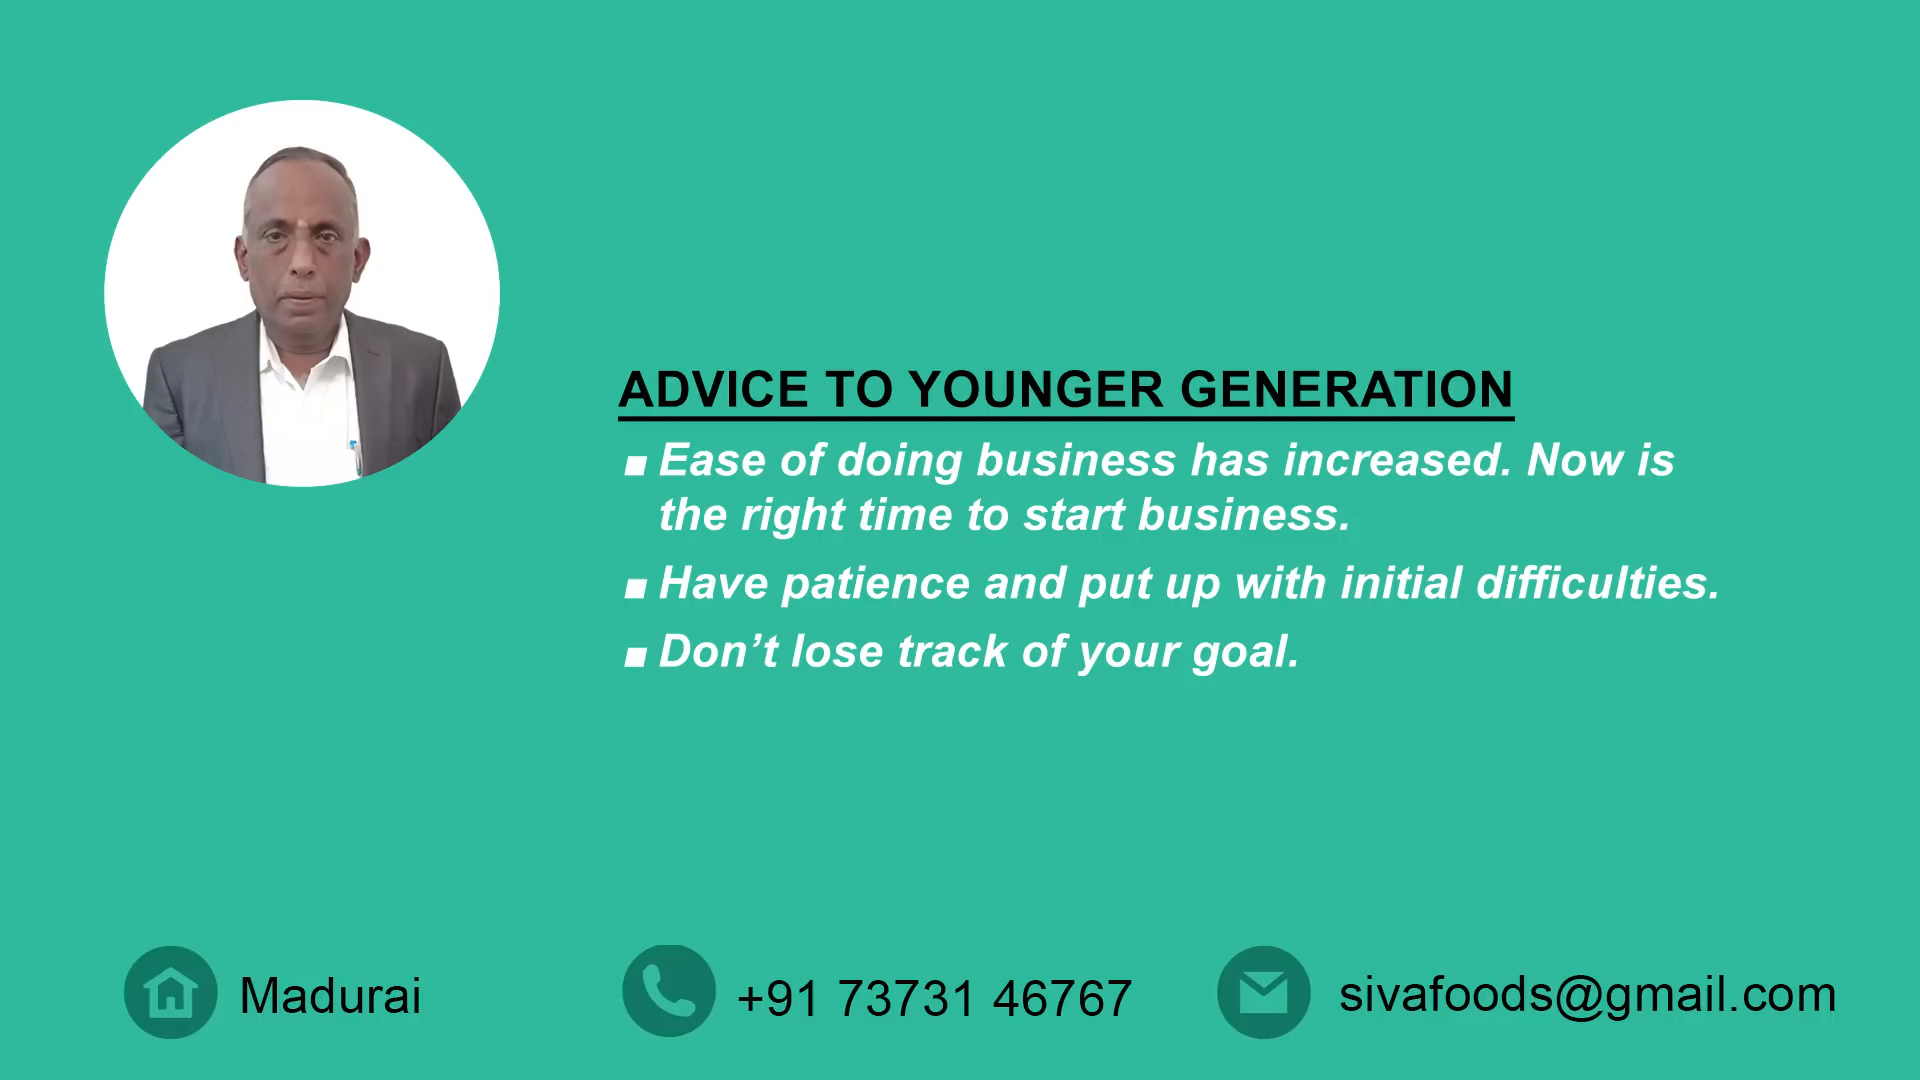 ADVICE TO YOUNGER GENERATION
▪ Ease of doing business has increased. Now is
the right time to start business.
▪ Have patience and put up with initial difficulties.
▪ Don’t lose track of your goal.
Madurai
+91 73731 46767
sivafoods@gmail.com